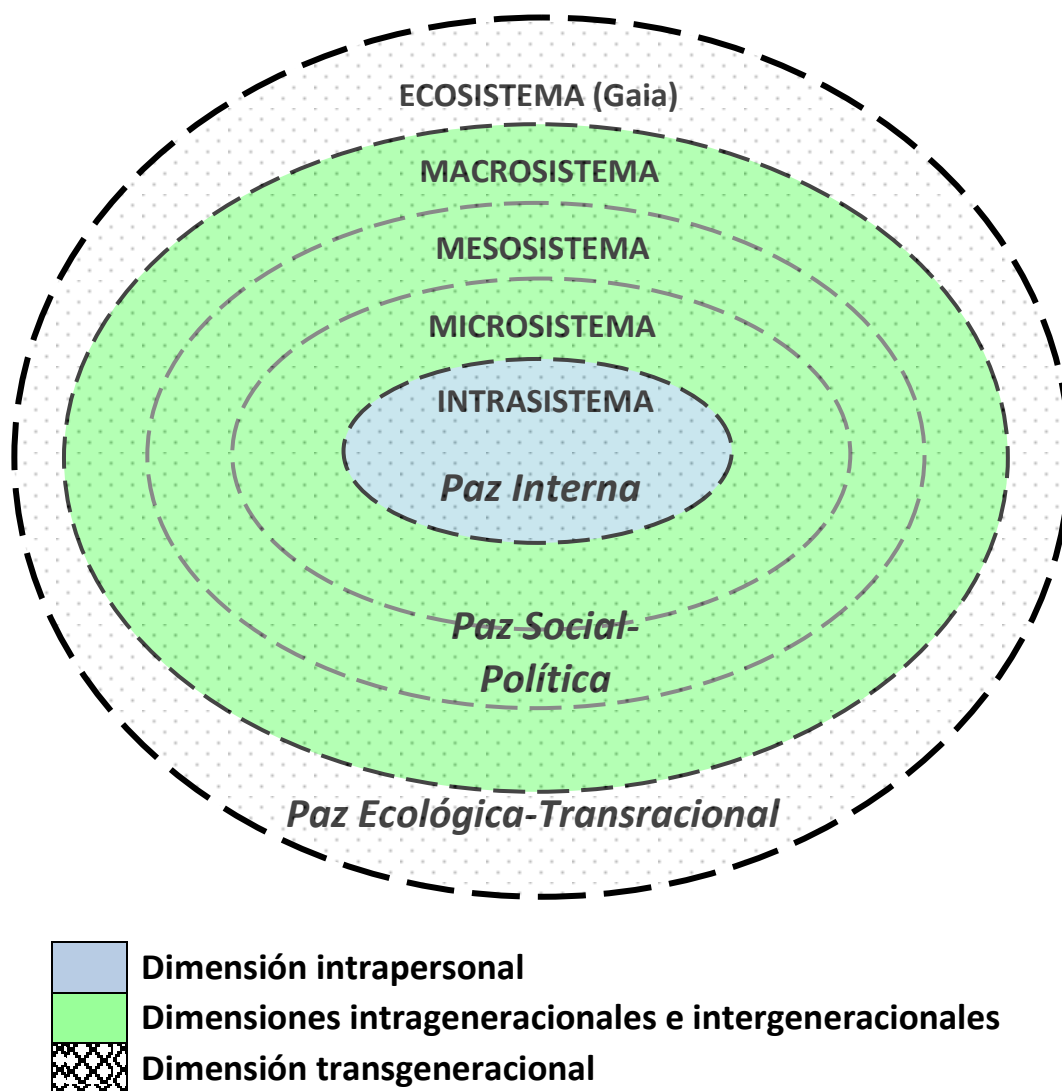 ECOSISTEMA (Gaia)
MACROSISTEMA
MESOSISTEMA
MICROSISTEMA
INTRASISTEMA
Paz Interna
Paz Social-
Política
Paz Ecológica-Transracional
Dimensión intrapersonal
Dimensiones intrageneracionales e intergeneracionales
Dimensión transgeneracional